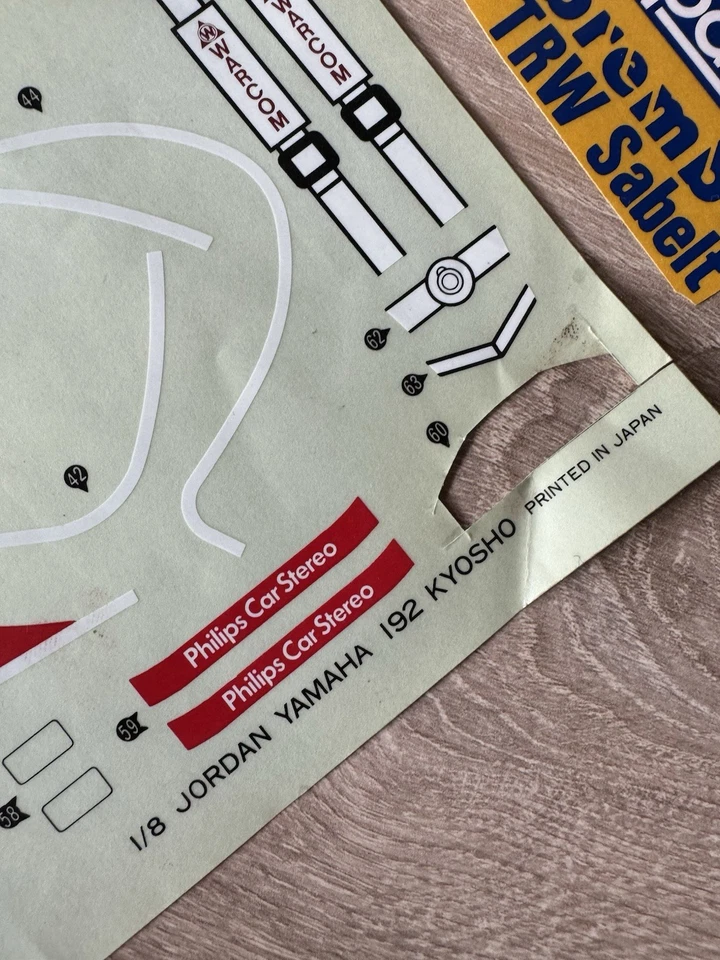 44
WARCOM
WARCOM
brembo
TRW Sabelt
62
63
60
42
PRINTED IN JAPAN
Philips Car Stereo
Philips Car Stereo
59
58
1/8 JORDAN YAMAHA 192 KYOSHO